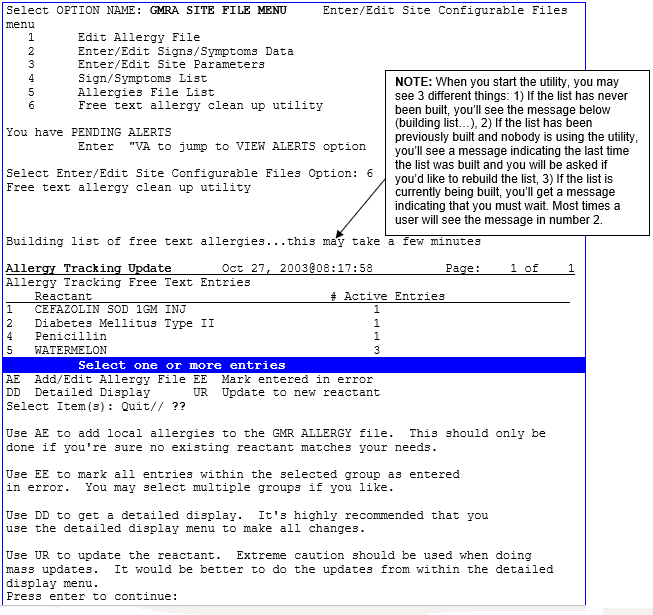 Select OPTION NAME: GMRA SITE FILE MENU     Enter/Edit Site Configurable Files
menu
1      Edit Allergy File
2      Enter/Edit Signs/Symptoms Data
3      Enter/Edit Site Parameters
4      Sign/Symptoms List
5      Allergies File List
6      Free text allergy clean up utility
You have PENDING ALERTS
Enter  "VA to jump to VIEW ALERTS option
Select Enter/Edit Site Configurable Files Option: 6
Free text allergy clean up utility
NOTE: When you start the utility, you may
see 3 different things: 1) If the list has never
been built, you'll see the message below
(building list…), 2) If the list has been
previously built and nobody is using the utility,
you'll see a message indicating the last time
the list was built and you will be asked if
you'd like to rebuild the list, 3) If the list is
currently being built, you'll get a message
indicating that you must wait. Most times a
user will see the message in number 2.
Building list of free text allergies...this may take a few minutes
Allergy Tracking Update       Oct 27, 2003@08:17:58          Page:    1 of    1
Allergy Tracking Free Text Entries
Reactant                                  # Active Entries
1   CEFAZOLIN SOD 1GM INJ                          1
2   Diabetes Mellitus Type II                      1
4   Penicillin                                     1
5   WATERMELON                                     3
Select one or more entries
AE  Add/Edit Allergy File EE  Mark entered in error
DD  Detailed Display      UR  Update to new reactant
Select Item(s): Quit// ??
Use AE to add local allergies to the GMR ALLERGY file.  This should only be
done if you're sure no existing reactant matches your needs.
Use EE to mark all entries within the selected group as entered
in error.  You may select multiple groups if you like.
Use DD to get a detailed display.  It's highly recommended that you
use the detailed display menu to make all changes.
Use UR to update the reactant.  Extreme caution should be used when doing
mass updates.  It would be better to do the updates from within the detailed
display menu.
Press enter to continue: